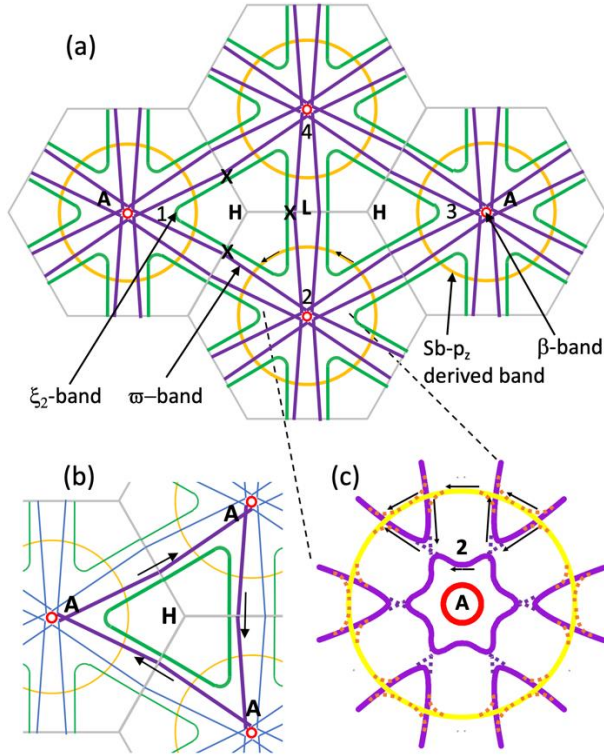 (a)
4
A
X
1
H
X
L
H
3
A
X
2
Sb-pz
derived band
β-band
ξ2-band
ϖ–band
(b)
A
H
A
A
(c)
2
A